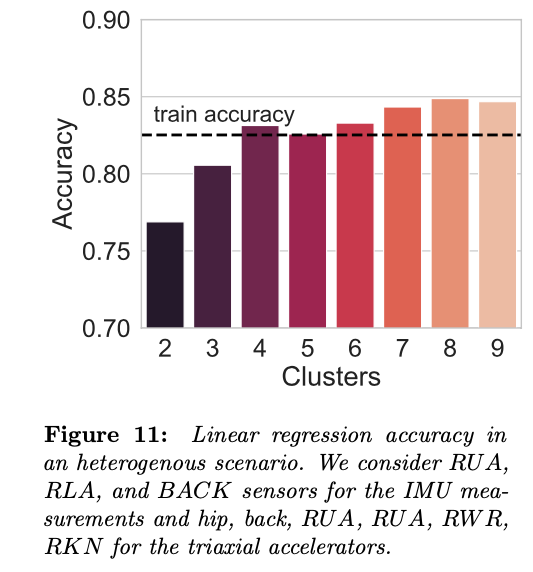 0.90
0.85
train accuracy
0.80
0.75
0.70
Accuracy
2 3 4 5 6 7 8 9
Clusters
Figure 11: Linear regression accuracy in
an heterogenous scenario. We consider RUA,
RLA, and BACK sensors for the IMU mea-
surements and hip, back, RUA, RUA, RWR,
RKN for the triaxial accelerators.